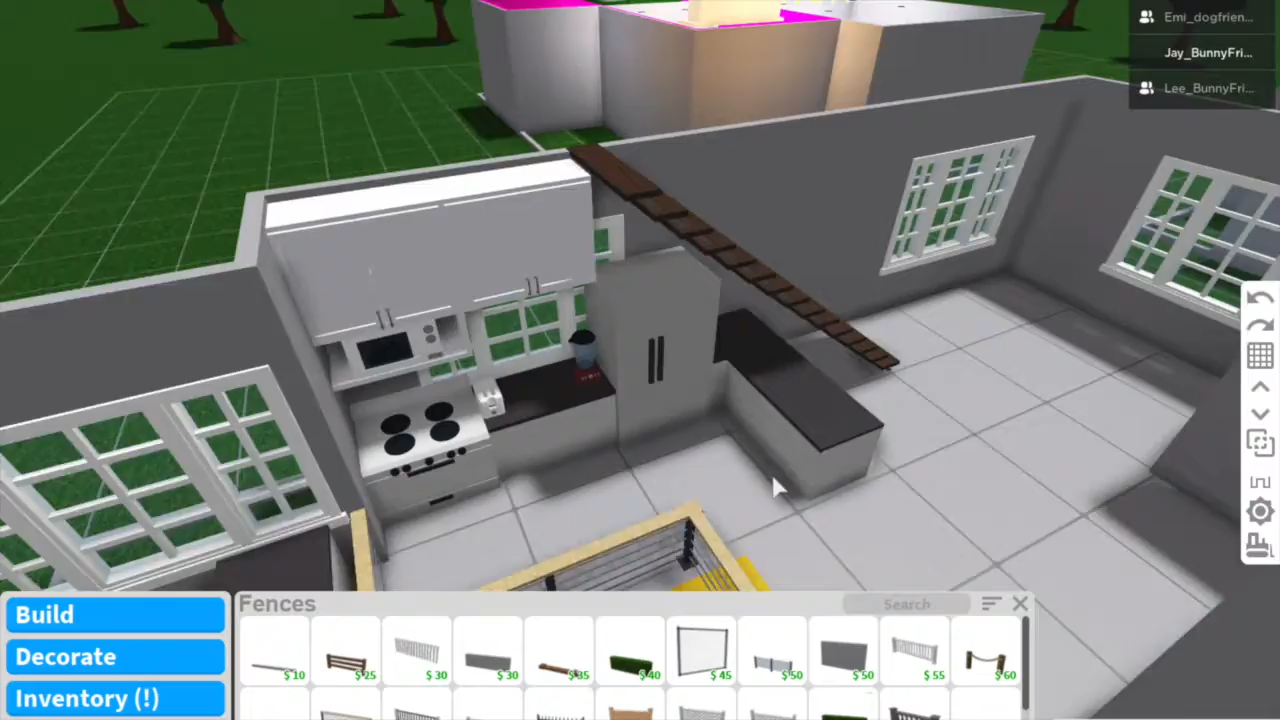 Emi_dogfrien...
Jay_BunnyFri...
Lee_BunnyFri...
Build
Decorate
Inventory (!)
Fences
Search
$10
$25
$30
$30
$35
$40
$45
$50
$50
$55
$60